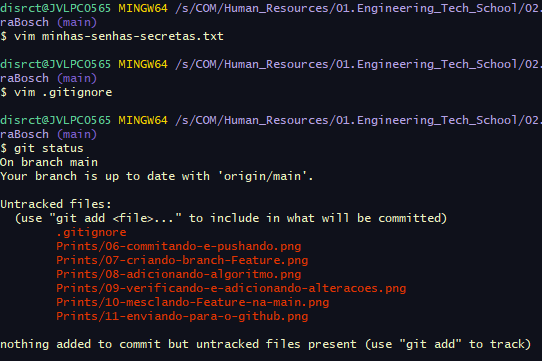 disrct@JVLPC0565 MINGW64 /s/COM/Human_Resources/01.Engineering_Tech_School/02.
raBosch (main)
$ vim minhas-senhas-secretas.txt
disrct@JVLPC0565 MINGW64 /s/COM/Human_Resources/01.Engineering_Tech_School/02.
raBosch (main)
$ vim .gitignore
disrct@JVLPC0565 MINGW64 /s/COM/Human_Resources/01.Engineering_Tech_School/02.
raBosch (main)
$ git status
On branch main
Your branch is up to date with 'origin/main'.
Untracked files:
  (use "git add <file>..." to include in what will be committed)
        .gitignore
        Prints/06-commitando-e-pushando.png
        Prints/07-criando-branch-Feature.png
        Prints/08-adicionando-algoritmo.png
        Prints/09-verificando-e-adicionando-alteracoes.png
        Prints/10-mesclando-Feature-na-main.png
        Prints/11-enviando-para-o-github.png
nothing added to commit but untracked files present (use "git add" to track)